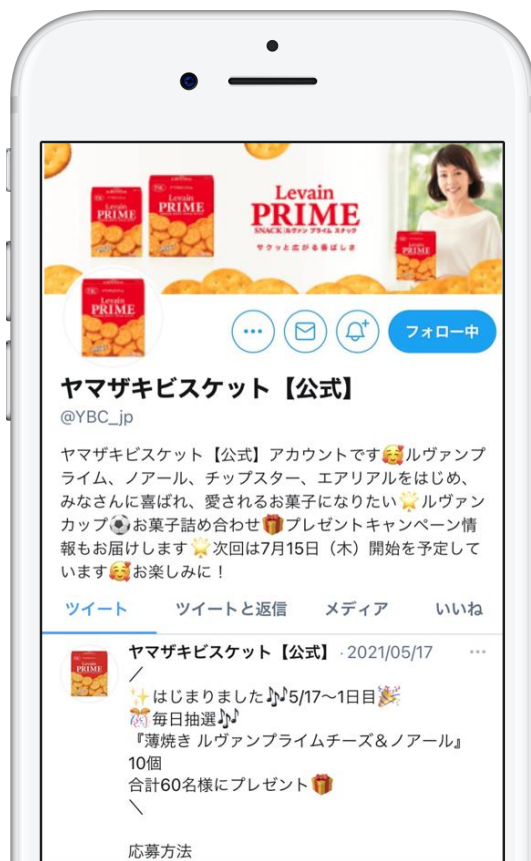 Levain
PRIME
SNACK ルヴァン プライム スナック
サクッと広がる香ばしさ
Levain
PRIME
Levain
PRIME
PRIME
Levain
PRIME
フォロー中
ヤマザキビスケット【公式】
@YBC_jp
ヤマザキビスケット【公式】アカウントです🥰ルヴァンプ
ライム、ノアール、チップスター、エアリアルをはじめ、
みなさんに喜ばれ、愛されるお菓子になりたい🌟ルヴァン
カップ⚽お菓子詰め合わせ🎁プレゼントキャンペーン情
報もお届けします🌟次回は7月15日（木）開始を予定して
います🥰お楽しみに！
ツイート ツイートと返信 メディア いいね
ヤマザキビスケット【公式】 · 2021/05/17
PRIME
／
✨はじまりました🎶5/17〜1日目🎉
🎊毎日抽選🎶
『薄焼き ルヴァンプライムチーズ＆ノアール』
10個
合計60名様にプレゼント🎁
＼
応募方法